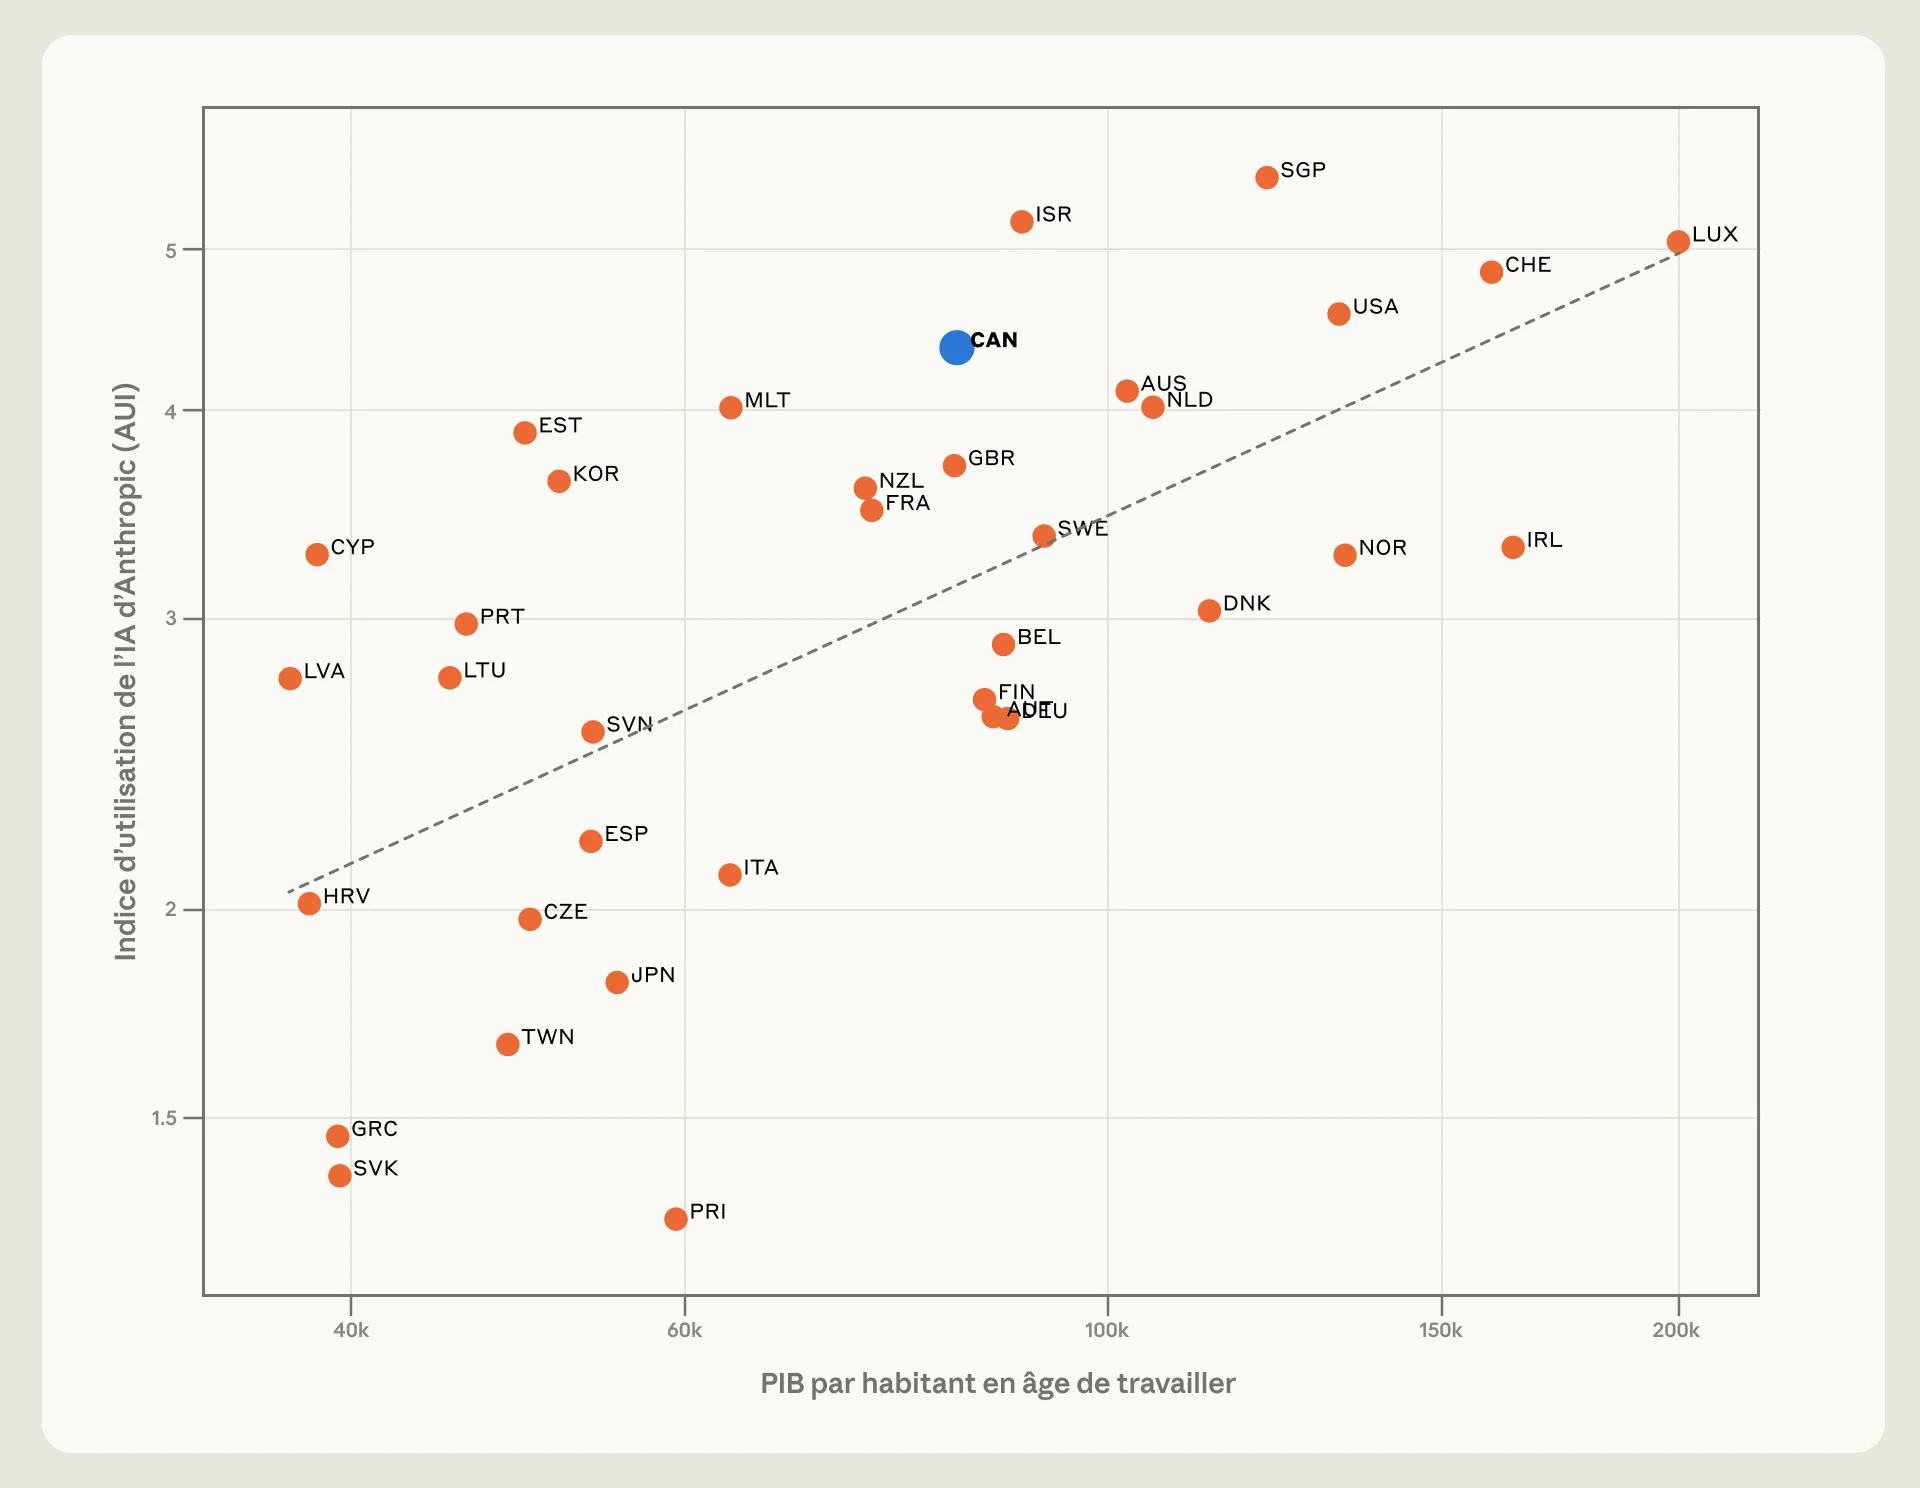 SGP
ISR
LUX
5
CHE
USA
CAN
AUS
MLT
NLD
4
EST
GBR
KOR
NZL
FRA
SWE
IRL
CYP
NOR
DNK
3
PRT
BEL
LVA
LTU
FIN
AUT
DEU
SVN
ESP
ITA
HRV
2
CZE
JPN
TWN
1.5
GRC
SVK
PRI
Indice d’utilisation de l’IA d’Anthropic (AUI)
40k
60k
100k
150k
200k
PIB par habitant en âge de travailler